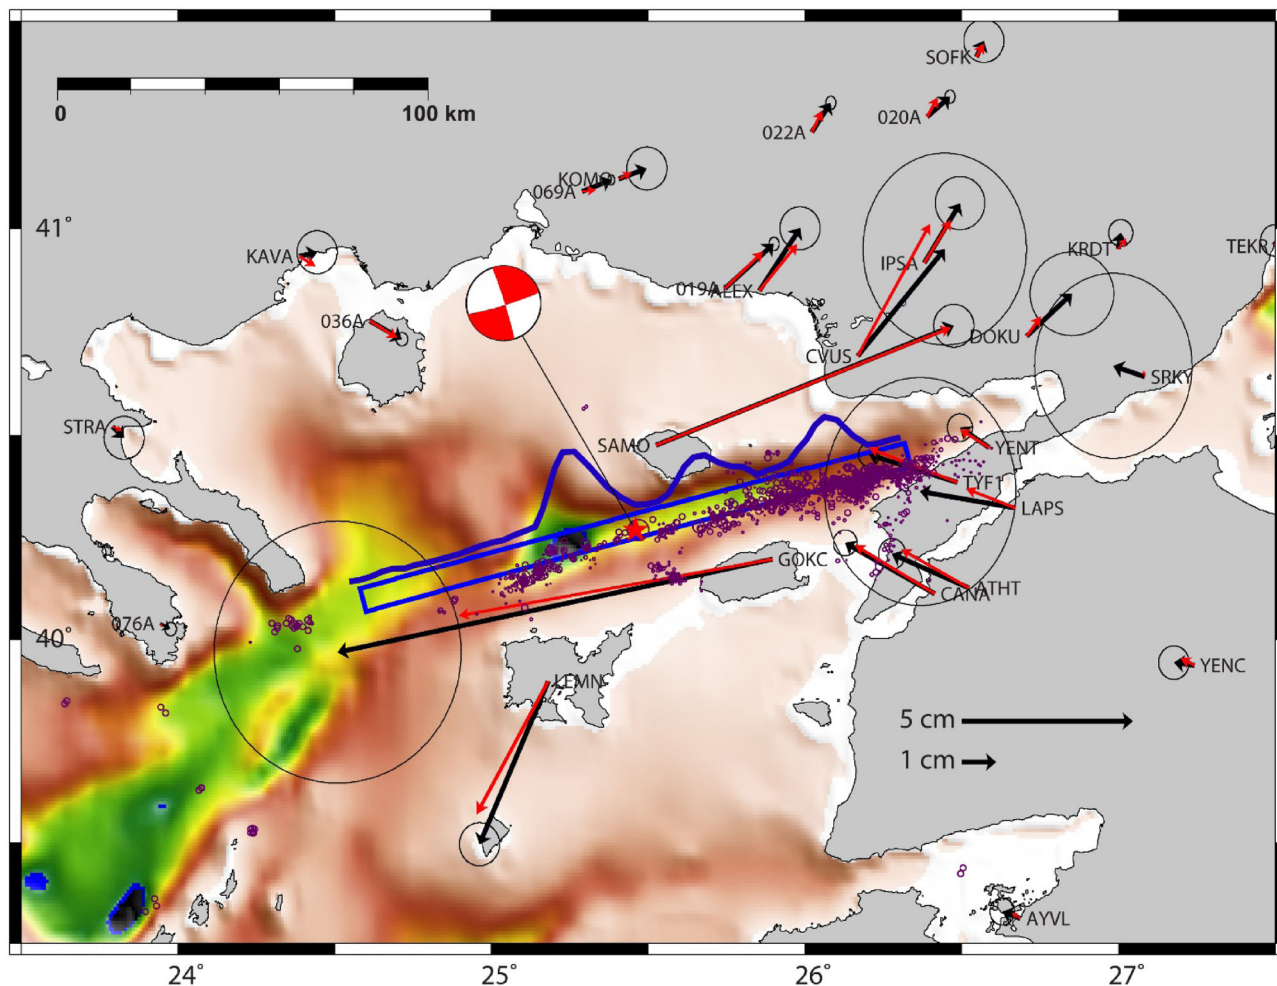 SOFK
0
100 km
022A
020A
KOMO
069A
41°
KAVA
KRDT
TEKR
IPSA
019A
ALEX
036A
DOKU
CVUS
SRKY
STRA
SAMO
YENT
TYF1
LAPS
GOKC
ATHT
CANA
076A
40°
YENC
LEMN
5 cm
1 cm
AYVL
24°
25°
26°
27°